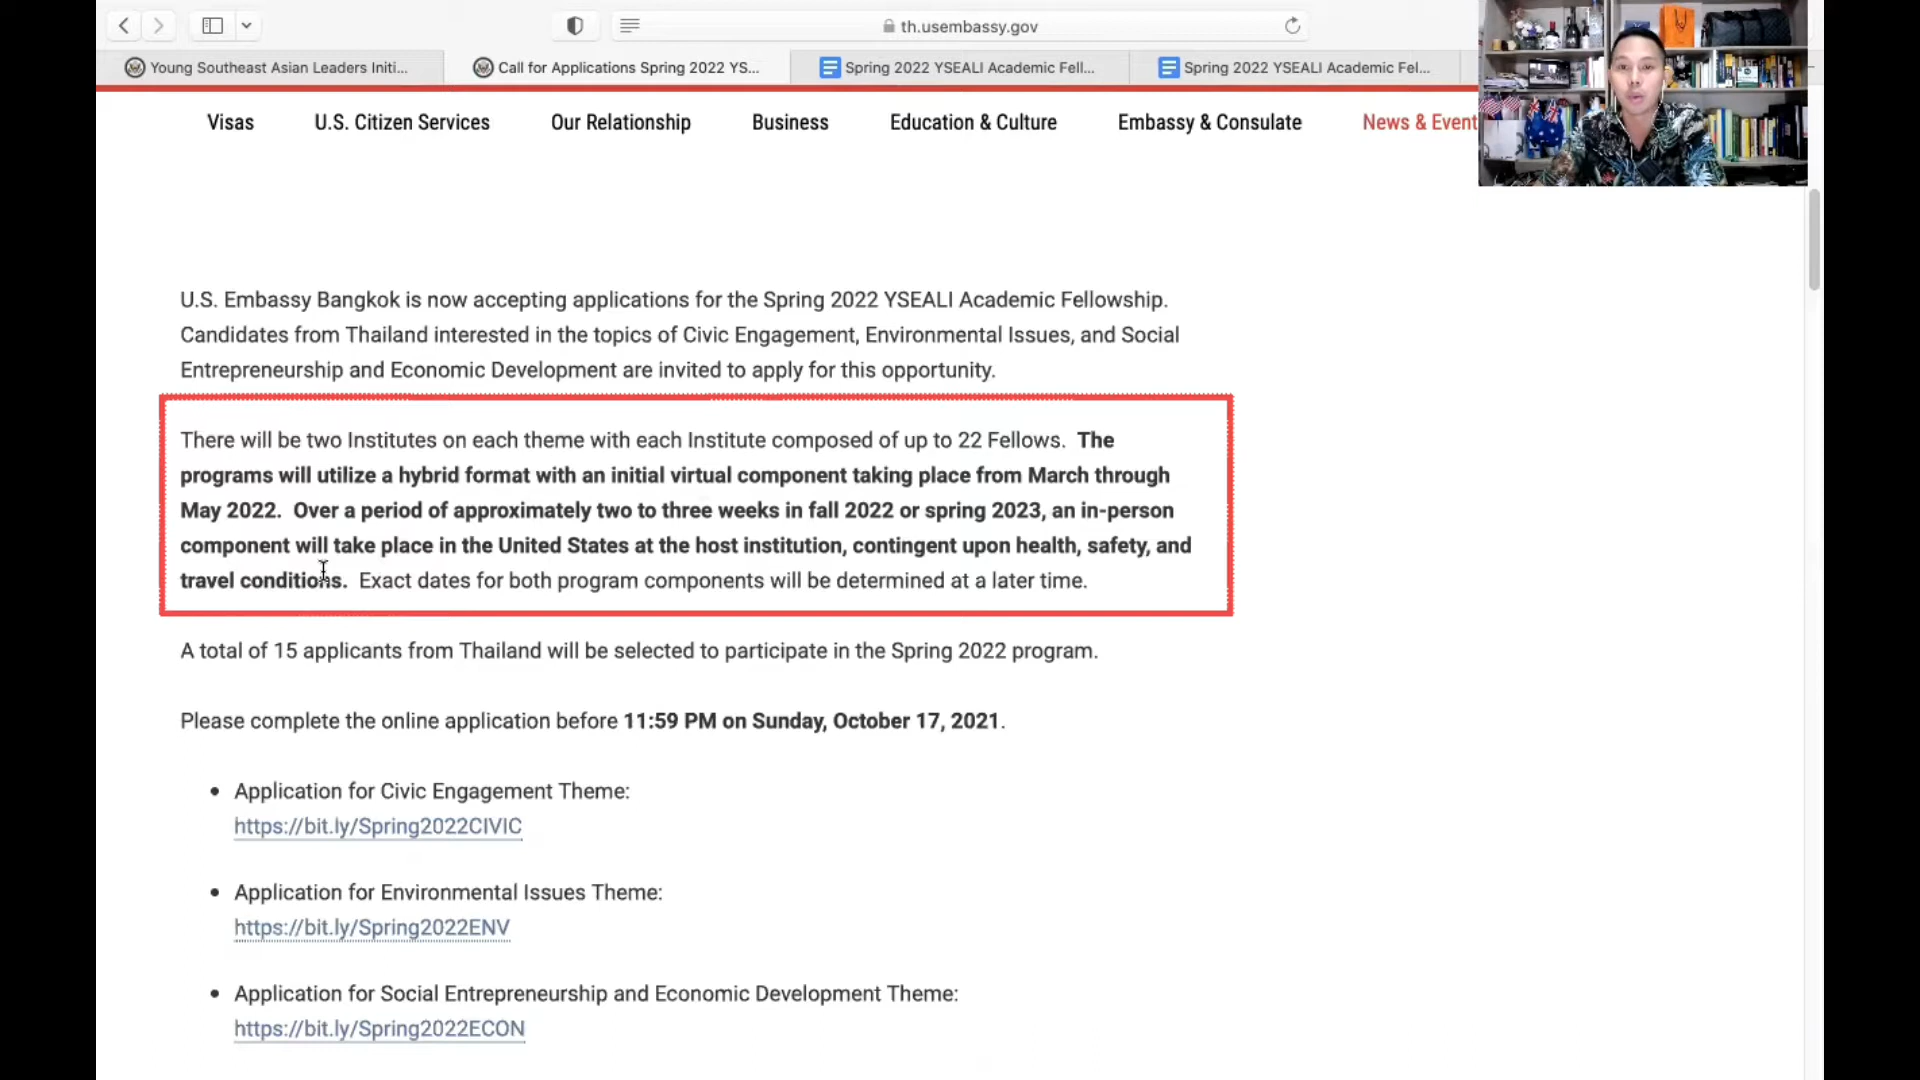 th.usembassy.gov
Young Southeast Asian Leaders Initi...
Call for Applications Spring 2022 YS...
Spring 2022 YSEALI Academic Fell...
Spring 2022 YSEALI Academic Fel...
Visas
U.S. Citizen Services
Our Relationship
Business
Education & Culture
Embassy & Consulate
News & Event
U.S. Embassy Bangkok is now accepting applications for the Spring 2022 YSEALI Academic Fellowship.
Candidates from Thailand interested in the topics of Civic Engagement, Environmental Issues, and Social
Entrepreneurship and Economic Development are invited to apply for this opportunity.
There will be two Institutes on each theme with each Institute composed of up to 22 Fellows. The
programs will utilize a hybrid format with an initial virtual component taking place from March through
May 2022. Over a period of approximately two to three weeks in fall 2022 or spring 2023, an in-person
component will take place in the United States at the host institution, contingent upon health, safety, and
travel conditions. Exact dates for both program components will be determined at a later time.
A total of 15 applicants from Thailand will be selected to participate in the Spring 2022 program.
Please complete the online application before 11:59 PM on Sunday, October 17, 2021.
• Application for Civic Engagement Theme:
https://bit.ly/Spring2022CIVIC
• Application for Environmental Issues Theme:
https://bit.ly/Spring2022ENV
• Application for Social Entrepreneurship and Economic Development Theme:
https://bit.ly/Spring2022ECON